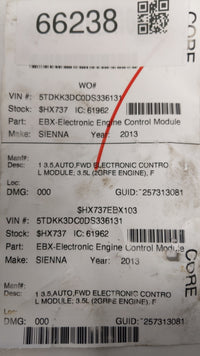 66238
CORE
WO#
VIN #: 5TDKK3DC0DS336131
Stock: $HX737 IC: 61962
Part: EBX-Electronic Engine Control Module
Make: SIENNA Year: 2013
Manf#:
Desc: 1 3.5,AUTO,FWD ELECTRONIC CONTRO
L MODULE, 3.5L (2GRFE ENGINE), F
Loc:
DMG: 000 GUID: 257313081
$HX737EBX103
VIN #: 5TDKK3DC0DS336131
Stock: $HX737 IC: 61962
Part: EBX-Electronic Engine Control Module
Make: SIENNA Year: 2013
CORE
Manf#:
Desc: 1 3.5,AUTO,FWD ELECTRONIC CONTRO
L MODULE, 3.5L (2GRFE ENGINE), F
Loc:
DMG: 000 GUID: 257313081